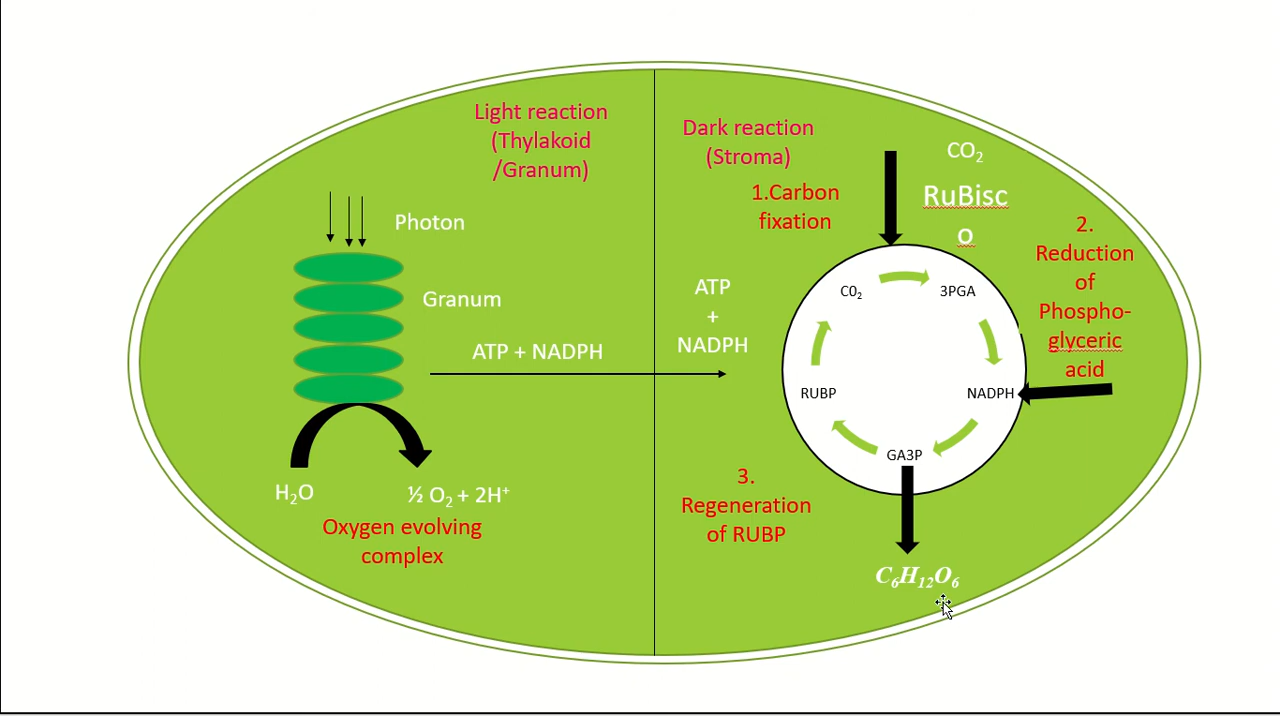 Light reaction
(Thylakoid
/Granum)
Photon
Granum
ATP + NADPH
H₂O
½ O₂ + 2H⁺
Oxygen evolving
complex
Dark reaction
(Stroma)
1.Carbon
fixation
CO₂
RuBisc
O
2.
Reduction
of
Phospho-
glyceric
acid
ATP
+
NADPH
C0₂
3PGA
NADPH
GA3P
RUBP
3.
Regeneration
of RUBP
C₆H₁₂O₆